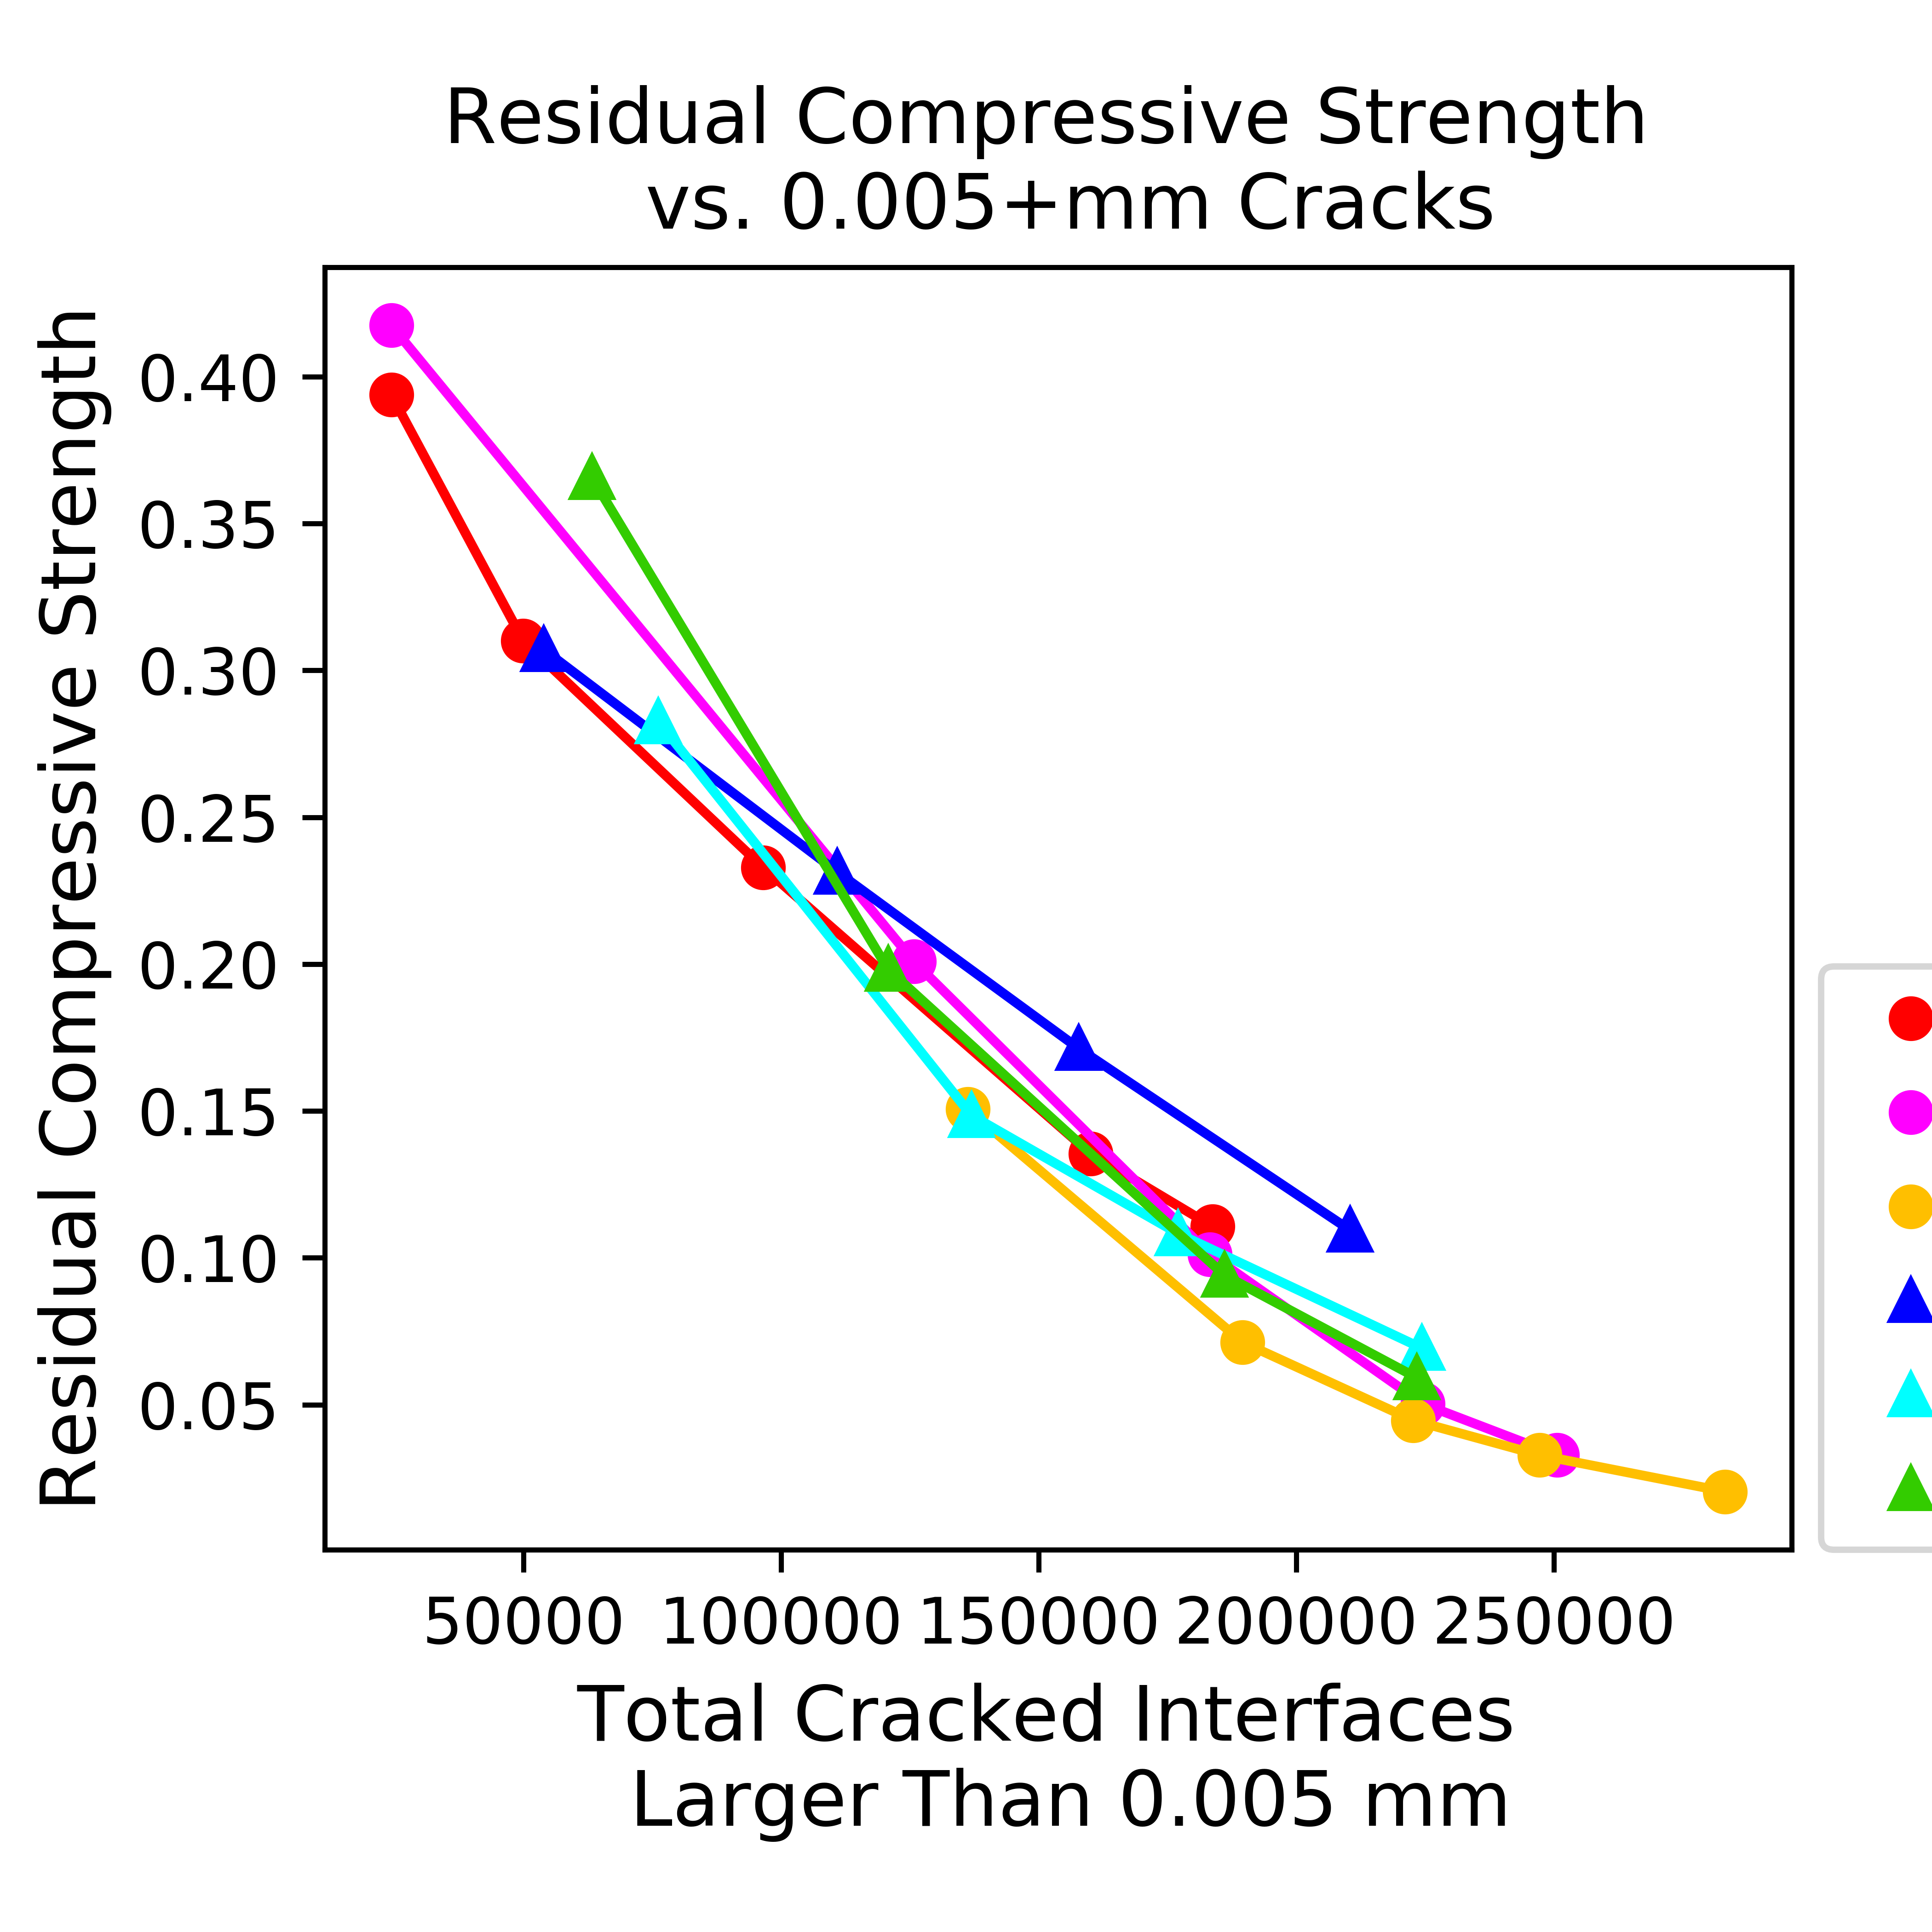 Residual Compressive Strength
vs. 0.005+mm Cracks
Residual Compressive Strength
0.40
0.35
0.30
0.25
0.20
0.15
0.10
0.05
50000 100000 150000 200000 250000
Total Cracked Interfaces
Larger Than 0.005 mm